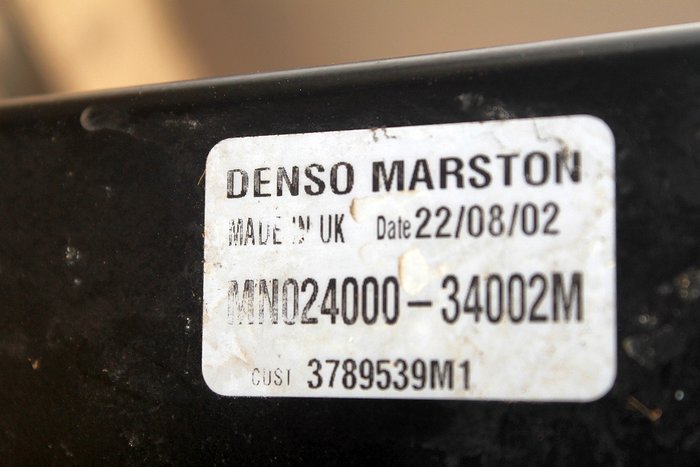 DENSO MARSTON
MADE IN UK Date 22/08/02
MN024000-34002M
CUST 3789539M1